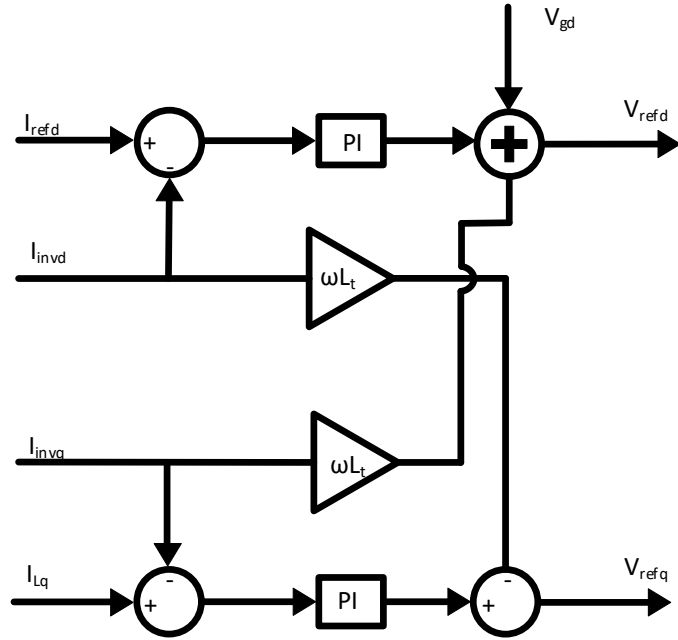 V_gd
I_refd
V_refd
+
PI
+
-
I_invd
ωL_t
I_invq
ωL_t
I_Lq
V_refq
-
-
+
PI
+